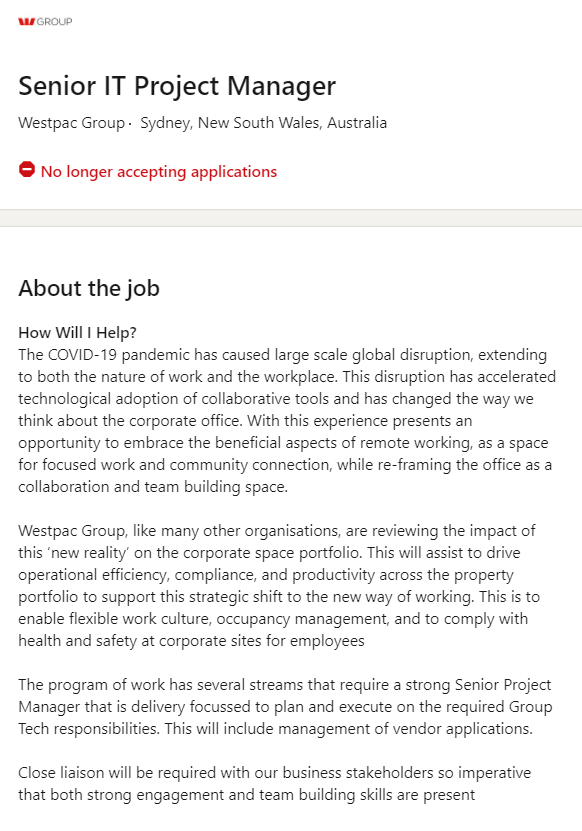 GROUP
Senior IT Project Manager
Westpac Group · Sydney, New South Wales, Australia
No longer accepting applications
About the job
How Will I Help?
The COVID-19 pandemic has caused large scale global disruption, extending
to both the nature of work and the workplace. This disruption has accelerated
technological adoption of collaborative tools and has changed the way we
think about the corporate office. With this experience presents an
opportunity to embrace the beneficial aspects of remote working, as a space
for focused work and community connection, while re-framing the office as a
collaboration and team building space.
Westpac Group, like many other organisations, are reviewing the impact of
this ‘new reality’ on the corporate space portfolio. This will assist to drive
operational efficiency, compliance, and productivity across the property
portfolio to support this strategic shift to the new way of working. This is to
enable flexible work culture, occupancy management, and to comply with
health and safety at corporate sites for employees
The program of work has several streams that require a strong Senior Project
Manager that is delivery focussed to plan and execute on the required Group
Tech responsibilities. This will include management of vendor applications.
Close liaison will be required with our business stakeholders so imperative
that both strong engagement and team building skills are present